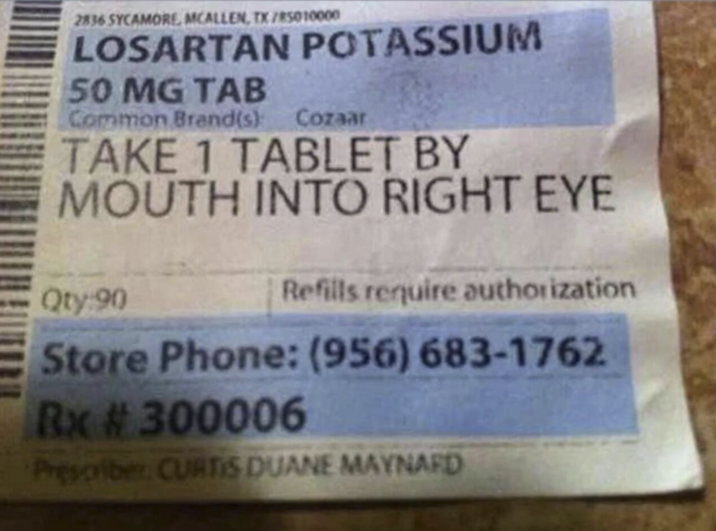 2836 SYCAMORE, MCALLEN, TX 785010000
LOSARTAN POTASSIUM
50 MG TAB
Common Brand(s): Cozaar
TAKE 1 TABLET BY
MOUTH INTO RIGHT EYE
Qty:90 Refills require authorization
Store Phone: (956) 683-1762
Rx # 300006
Prescriber: CURTIS DUANE MAYNARD